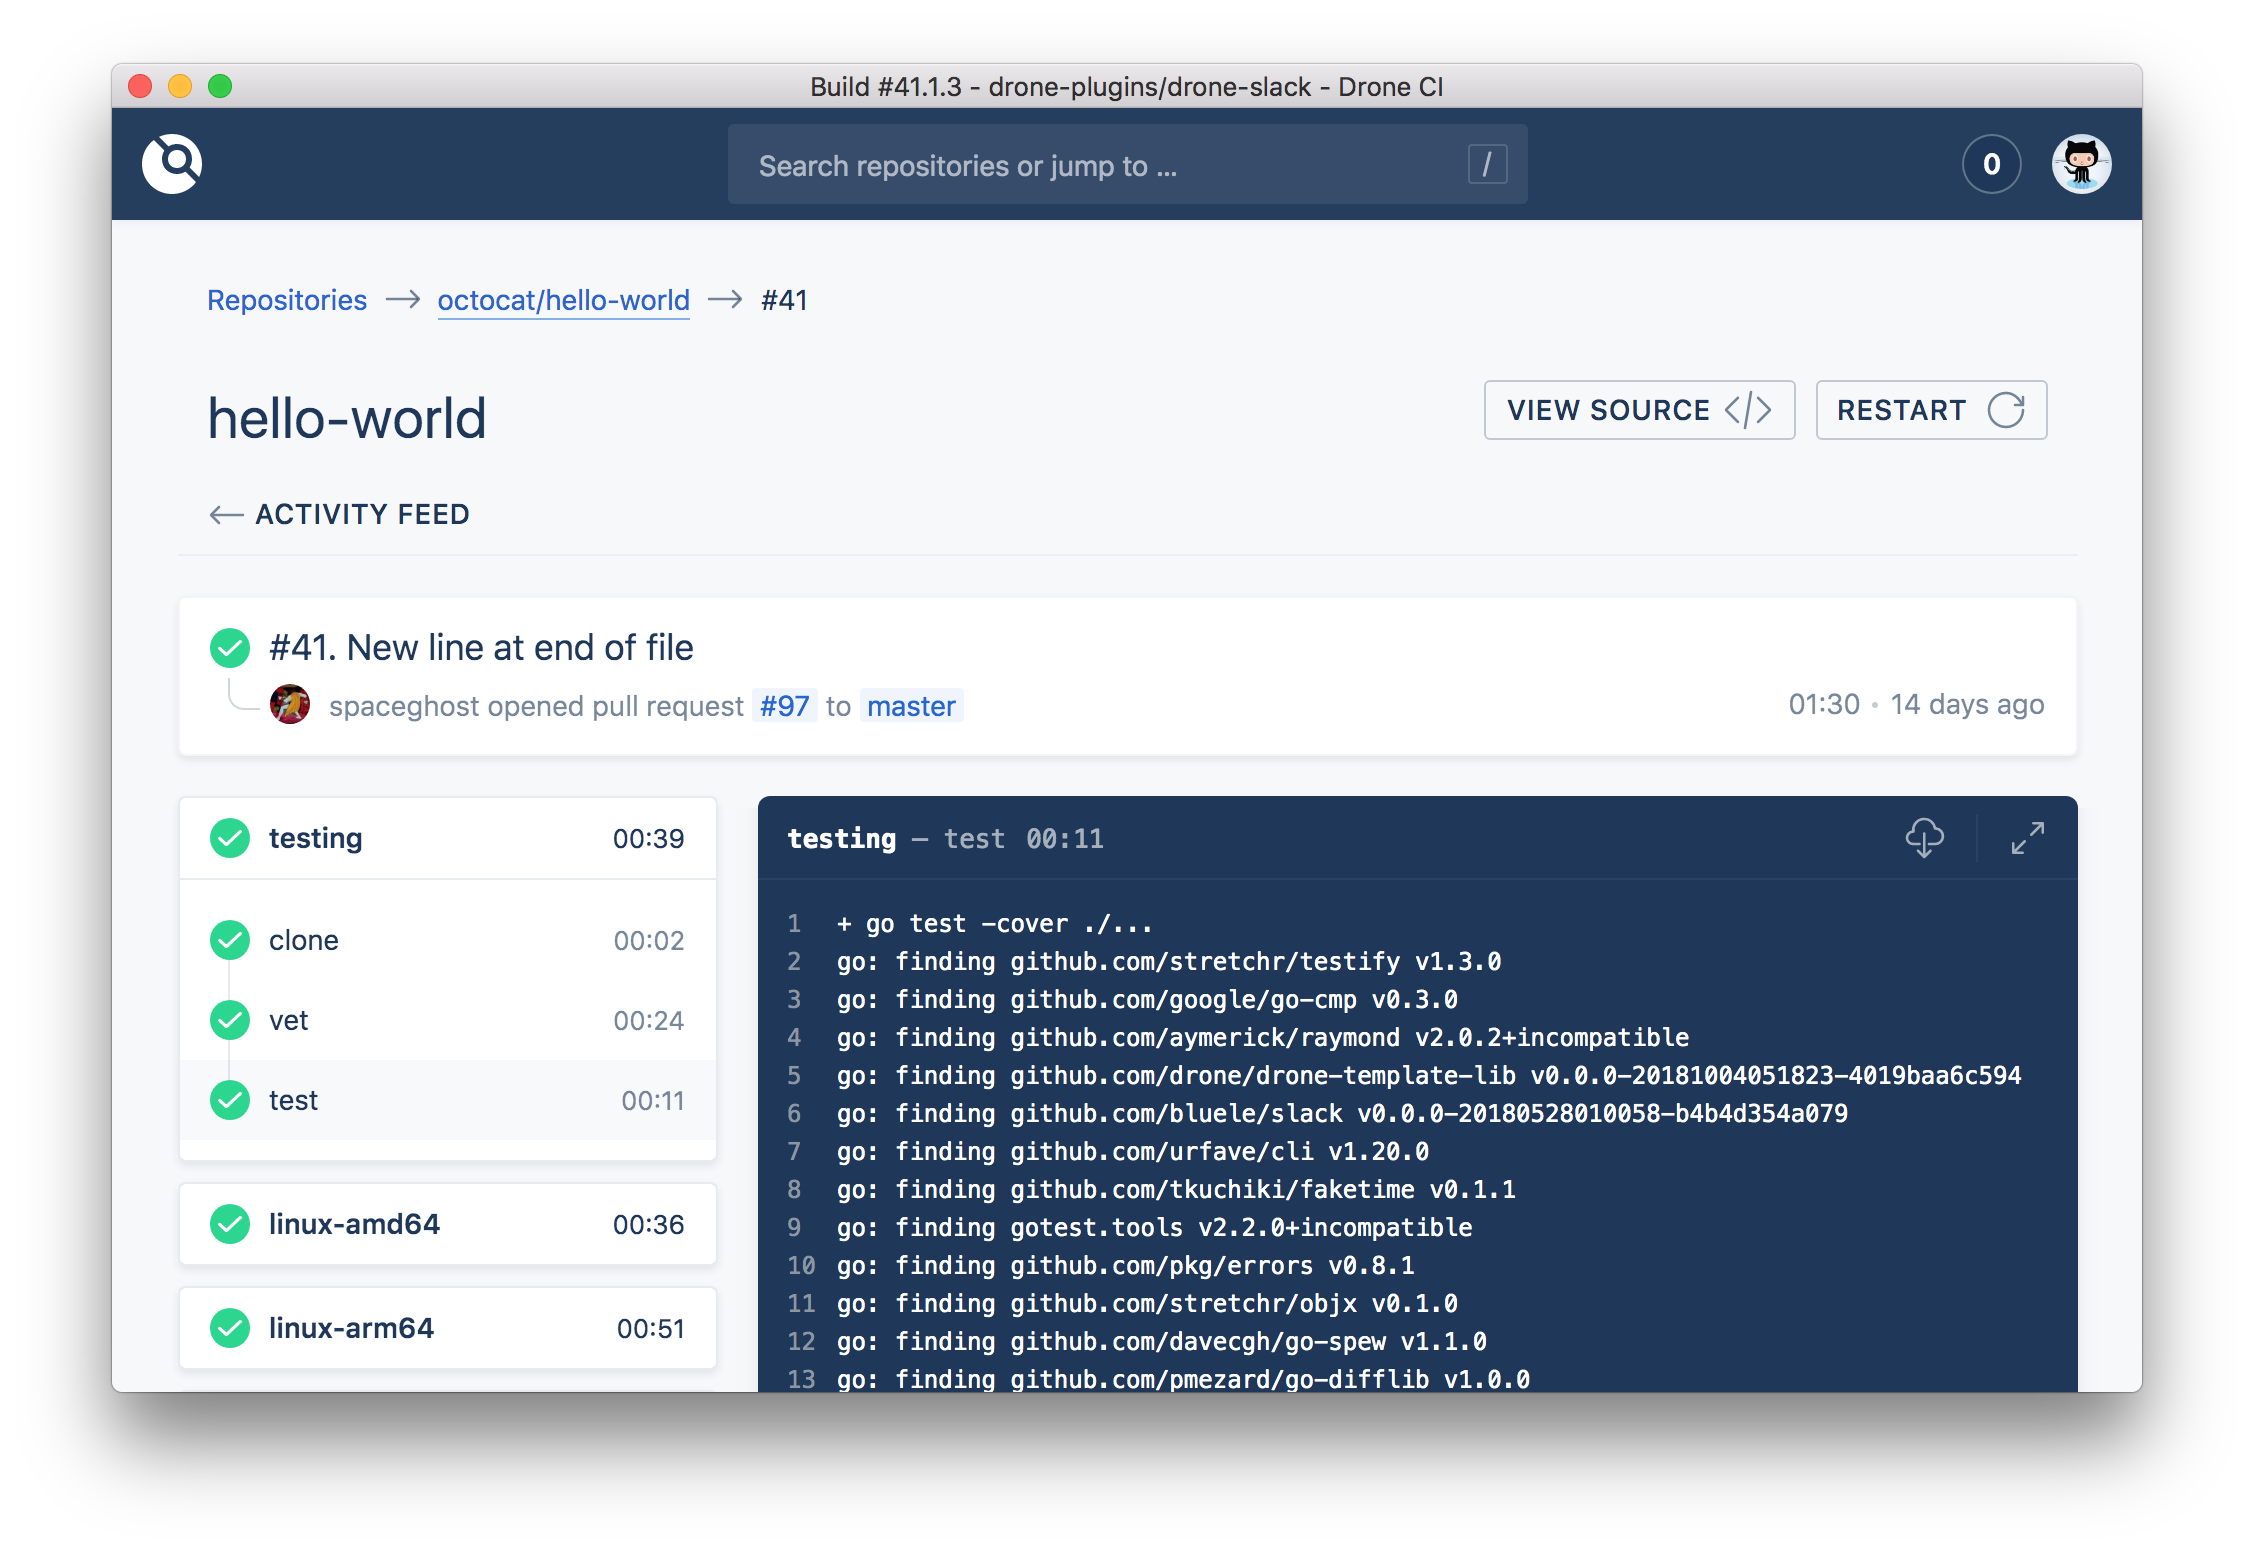 Build #41.1.3 - drone-plugins/drone-slack - Drone CI
Search repositories or jump to ... /
0
Repositories → octocat/hello-world → #41
hello-world
VIEW SOURCE </> RESTART
← ACTIVITY FEED
#41. New line at end of file
spaceghost opened pull request #97 to master
01:30 • 14 days ago
testing 00:39
clone 00:02
vet 00:24
test 00:11
linux-amd64 00:36
linux-arm64 00:51
testing — test 00:11
1 + go test -cover ./...
2 go: finding github.com/stretchr/testify v1.3.0
3 go: finding github.com/google/go-cmp v0.3.0
4 go: finding github.com/aymerick/raymond v2.0.2+incompatible
5 go: finding github.com/drone/drone-template-lib v0.0.0-20181004051823-4019baa6c594
6 go: finding github.com/bluele/slack v0.0.0-20180528010058-b4b4d354a079
7 go: finding github.com/urfave/cli v1.20.0
8 go: finding github.com/tkuchiki/faketime v0.1.1
9 go: finding gotest.tools v2.2.0+incompatible
10 go: finding github.com/pkg/errors v0.8.1
11 go: finding github.com/stretchr/objx v0.1.0
12 go: finding github.com/davecgh/go-spew v1.1.0
13 go: finding github.com/pmezard/go-difflib v1.0.0